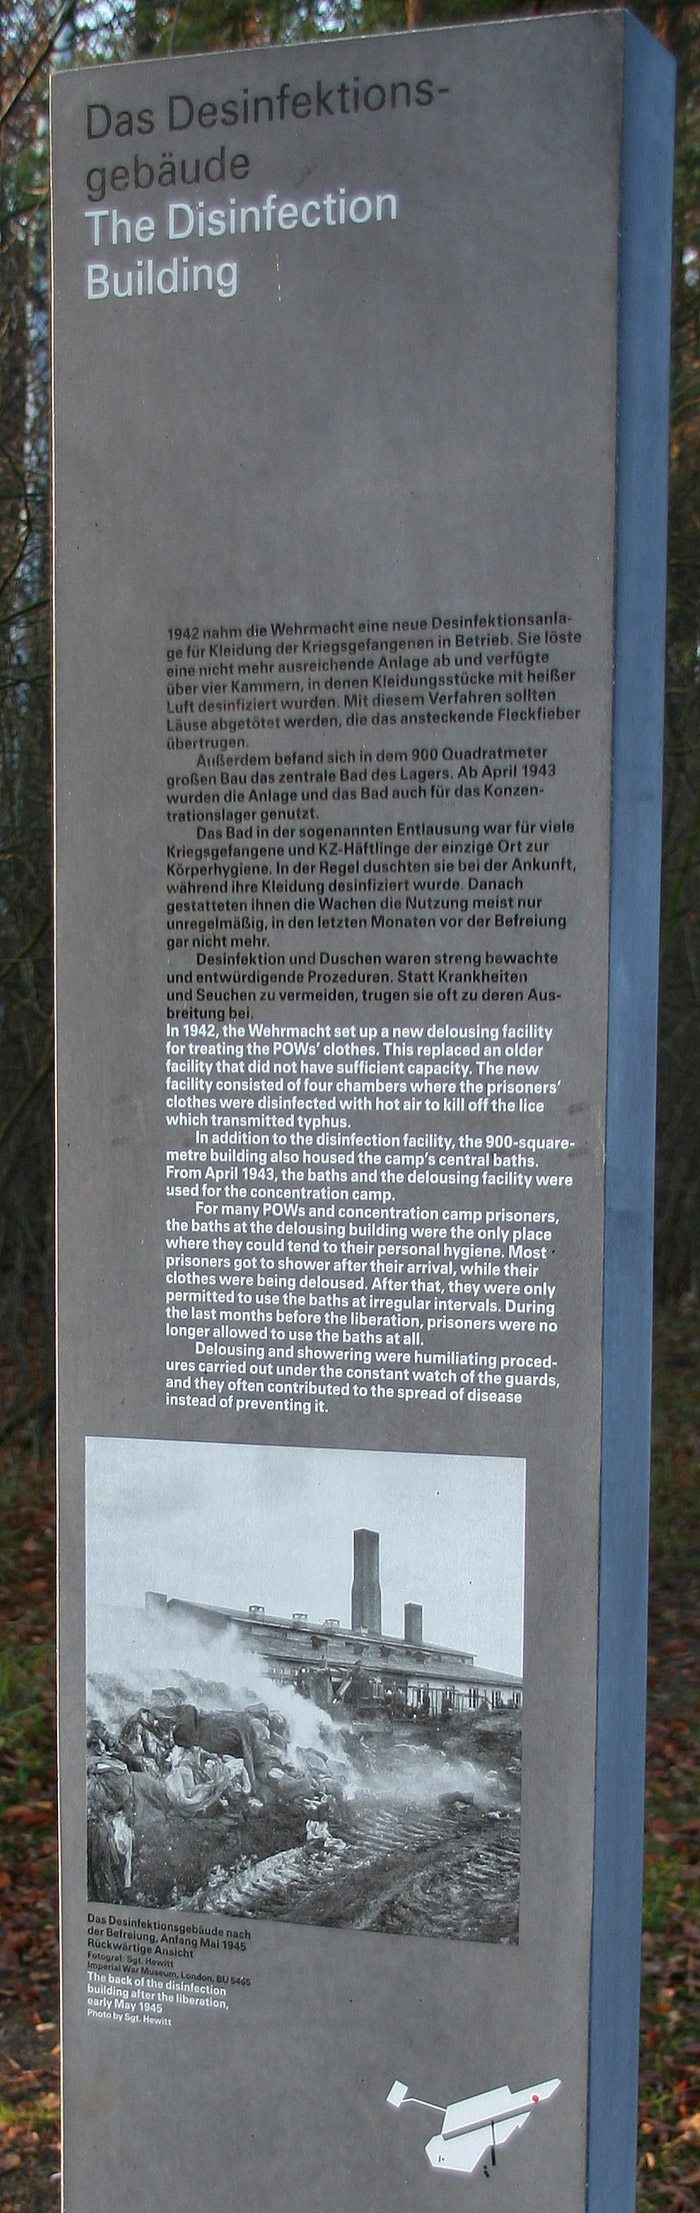 Das Desinfektions-
gebäude
The Disinfection
Building
1942 nahm die Wehrmacht eine neue Desinfektionsanla-
ge für Kleidung der Kriegsgefangenen in Betrieb. Sie löste
eine nicht mehr ausreichende Anlage ab und verfügte
über vier Kammern, in denen Kleidungsstücke mit heißer
Luft desinfiziert wurden. Mit diesem Verfahren sollten
Läuse abgetötet werden, die das ansteckende Fleckfieber
übertrugen.
Außerdem befand sich in dem 900 Quadratmeter
großen Bau das zentrale Bad des Lagers. Ab April 1943
wurden die Anlage und das Bad auch für das Konzen-
trationslager genutzt.
Das Bad in der sogenannten Entlausung war für viele
Kriegsgefangene und KZ-Häftlinge der einzige Ort zur
Körperhygiene. In der Regel duschten sie bei der Ankunft,
während ihre Kleidung desinfiziert wurde. Danach
gestatteten ihnen die Wachen die Nutzung meist nur
unregelmäßig, in den letzten Monaten vor der Befreiung
gar nicht mehr.
Desinfektion und Duschen waren streng bewachte
und entwürdigende Prozeduren. Statt Krankheiten
und Seuchen zu vermeiden, trugen sie oft zu deren Aus-
breitung bei.
In 1942, the Wehrmacht set up a new delousing facility
for treating the POWs' clothes. This replaced an older
facility that did not have sufficient capacity. The new
facility consisted of four chambers where the prisoners'
clothes were disinfected with hot air to kill off the lice
which transmitted typhus.
In addition to the disinfection facility, the 900-square-
metre building also housed the camp's central baths.
From April 1943, the baths and the delousing facility were
used for the concentration camp.
For many POWs and concentration camp prisoners,
the baths at the delousing building were the only place
where they could tend to their personal hygiene. Most
prisoners got to shower after their arrival, while their
clothes were being deloused. After that, they were only
permitted to use the baths at irregular intervals. During
the last months before the liberation, prisoners were no
longer allowed to use the baths at all.
Delousing and showering were humiliating proced-
ures carried out under the constant watch of the guards,
and they often contributed to the spread of disease
instead of preventing it.
Das Desinfektionsgebäude nach
der Befreiung, Anfang Mai 1945
Rückwärtige Ansicht
Fotograf: Sgt. Hewitt
Imperial War Museum, London, BU 5465
The back of the disinfection
building after the liberation,
early May 1945
Photo by Sgt. Hewitt